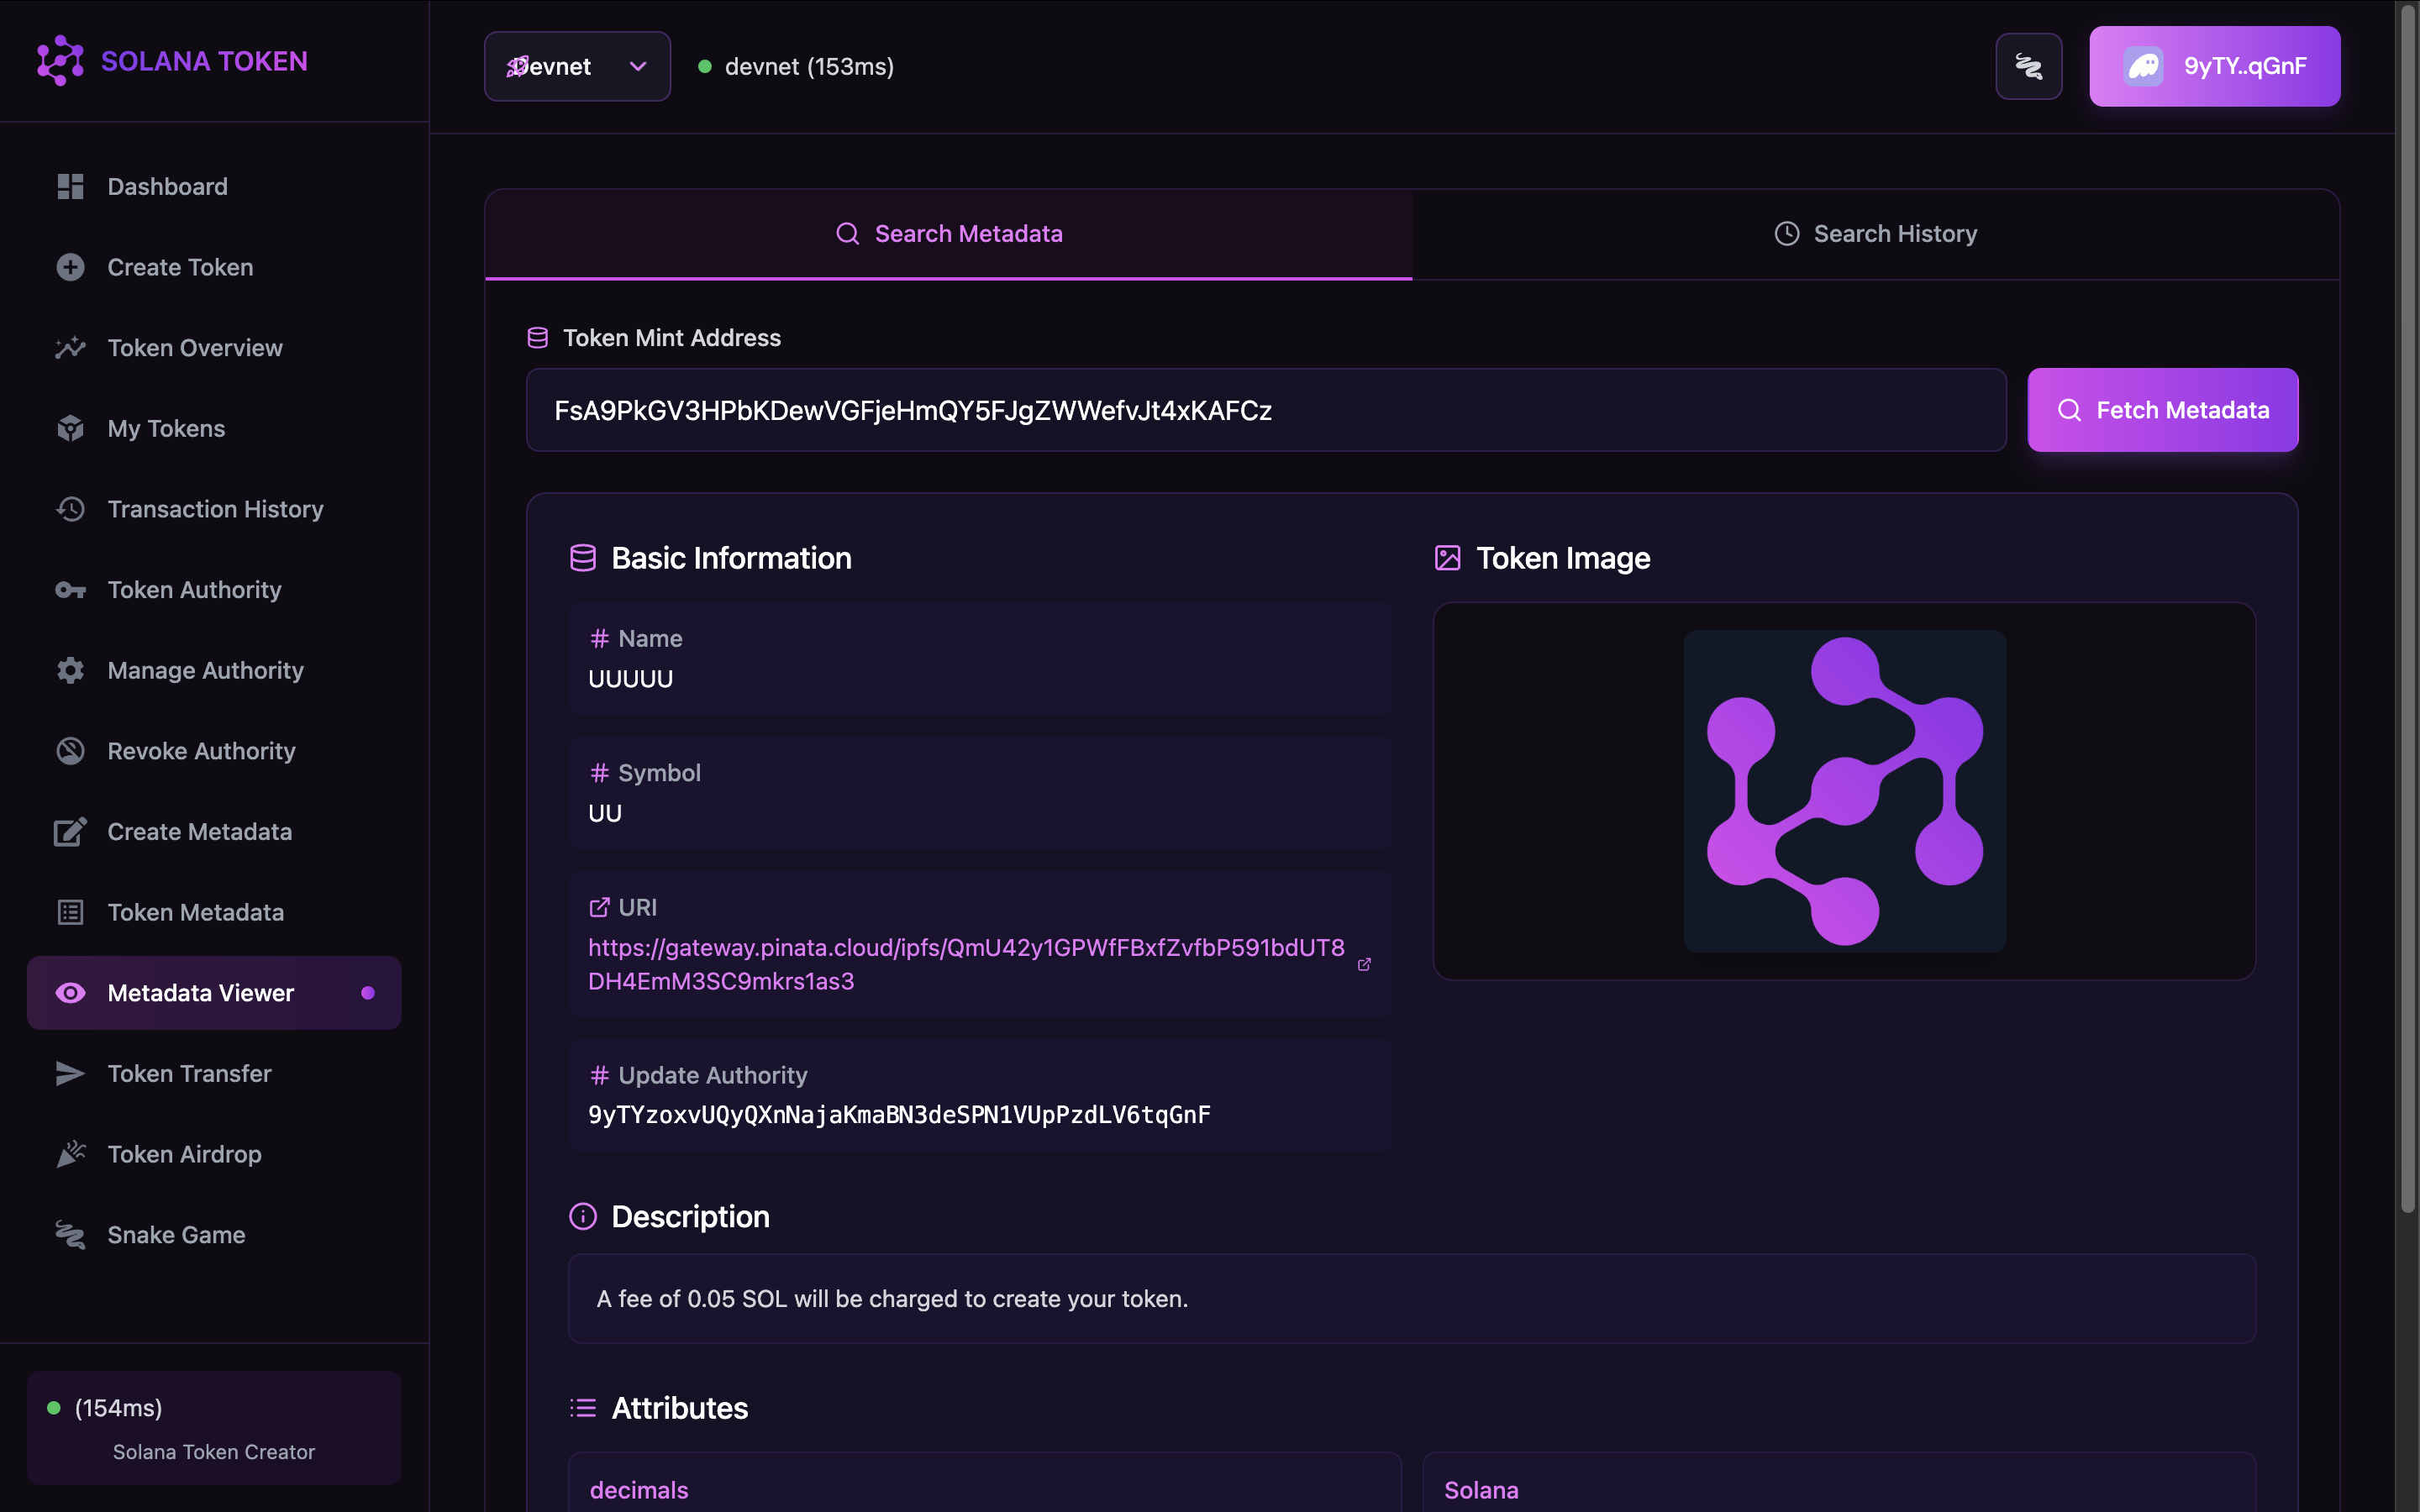 SOLANA TOKEN
Dashboard
Create Token
Token Overview
My Tokens
Transaction History
Token Authority
Manage Authority
Revoke Authority
Create Metadata
Token Metadata
Metadata Viewer
Token Transfer
Token Airdrop
Snake Game
(154ms)
Solana Token Creator
Devnet
devnet (153ms)
9yTY..qGnF
Search Metadata
Search History
Token Mint Address
FsA9PkGV3HPbKDewVGFjeHmQY5FJgZWWefvJt4xKAFCz
Fetch Metadata
Basic Information
# Name
UUUUU
# Symbol
UU
URI
https://gateway.pinata.cloud/ipfs/QmU42y1GPWfFBxfZvfbP591bdUT8
DH4EmM3SC9mkrs1as3
# Update Authority
9yTYzoxvUQyQXnNajaKmaBN3deSPN1VUpPzdLV6tqGnF
Token Image
Description
A fee of 0.05 SOL will be charged to create your token.
Attributes
decimals
Solana